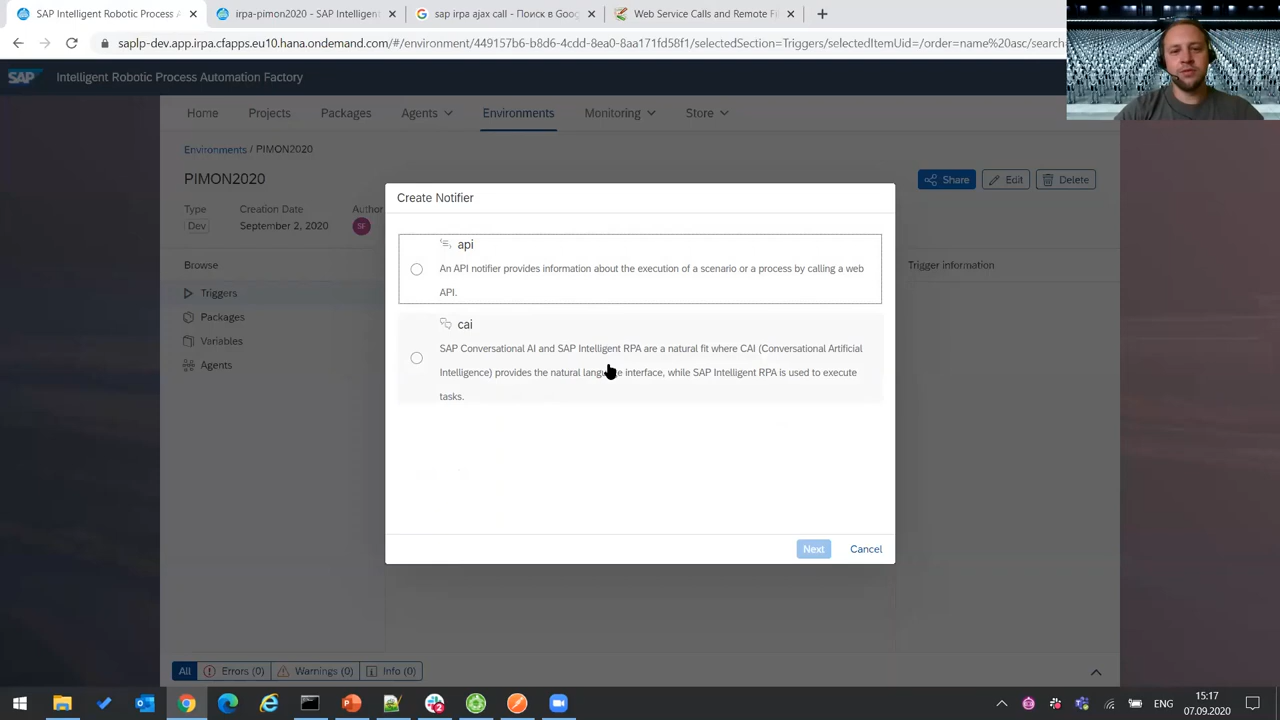 SAP Intelligent Robotic Process A
irpa-pimon2020 - SAP Intelligent
sap irpa ajex call - Поиск в Goog
Web Service Calls and Remote Fi
saplp-dev.app.irpa.cfapps.eu10.hana.ondemand.com/#/environment/449157b6-b8d6-4cdd-8ea0-8aa171fd58f1/selectedSection=Triggers/selectedItemUid=/order=name%20asc/search
SAP Intelligent Robotic Process Automation Factory
Home Projects Packages Agents Environments Monitoring Store
Environments / PIMON2020
PIMON2020
Share Edit Delete
Type Creation Date Author
Dev September 2, 2020 SF
Browse
Trigger information
Triggers
Packages
Variables
Agents
Create Notifier
api
An API notifier provides information about the execution of a scenario or a process by calling a web
API.
cai
SAP Conversational AI and SAP Intelligent RPA are a natural fit where CAI (Conversational Artificial
Intelligence) provides the natural language interface, while SAP Intelligent RPA is used to execute
tasks.
Next Cancel
All Errors (0) Warnings (0) Info (0)
ENG
15:17
07.09.2020